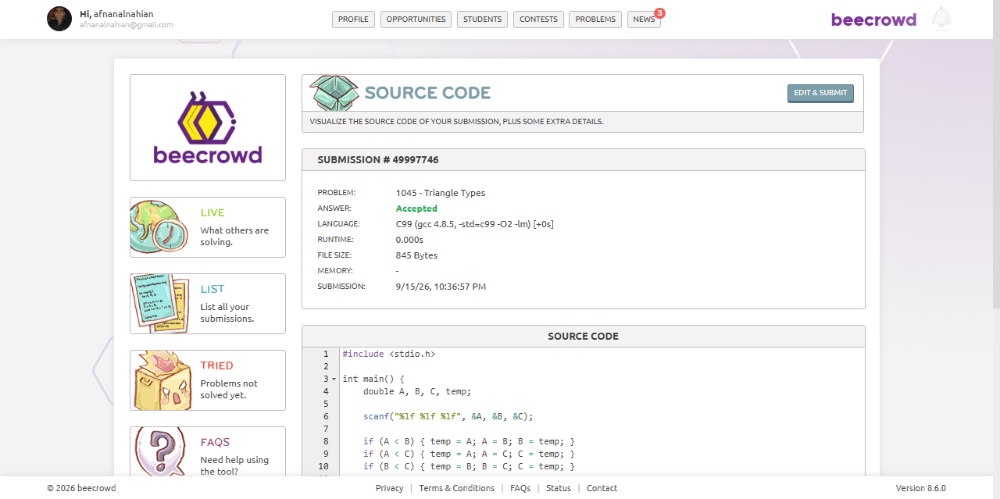 Hi, afnanalnahian
afnanalnahian@gmail.com
PROFILE
OPPORTUNITIES
STUDENTS
CONTESTS
PROBLEMS
NEWS
3
beecrowd
beecrowd
LIVE
What others are
solving.
LIST
List all your
submissions.
TRIED
Problems not
solved yet.
FAQS
Need help using
the tool?
SOURCE CODE
EDIT & SUBMIT
VISUALIZE THE SOURCE CODE OF YOUR SUBMISSION, PLUS SOME EXTRA DETAILS.
SUBMISSION # 49997746
PROBLEM: 1045 - Triangle Types
ANSWER: Accepted
LANGUAGE: C99 (gcc 4.8.5, -std=c99 -O2 -lm) [+0s]
RUNTIME: 0.000s
FILE SIZE: 845 Bytes
MEMORY: -
SUBMISSION: 9/15/26, 10:36:57 PM
SOURCE CODE
1 #include <stdio.h>
2
3 int main() {
4     double A, B, C, temp;
5
6     scanf("%lf %lf %lf", &A, &B, &C);
7
8     if (A < B) { temp = A; A = B; B = temp; }
9     if (A < C) { temp = A; A = C; C = temp; }
10     if (B < C) { temp = B; B = C; C = temp; }
© 2026 beecrowd
Privacy | Terms & Conditions | FAQs | Status | Contact
Version 8.6.0